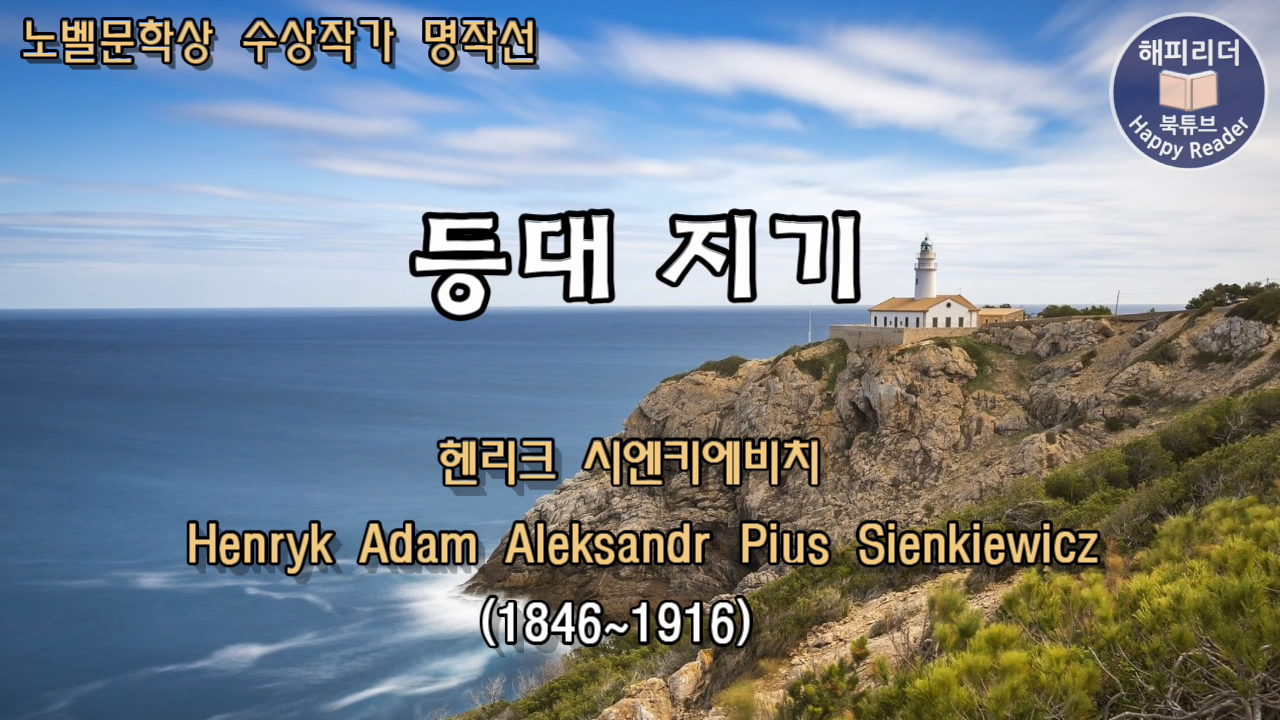 노벨문학상 수상작가 명작선
해피리더
북튜브
Happy Reader
등대 지기
헨리크 시엔키에비치
Henryk Adam Aleksandr Pius Sienkiewicz
(1846~1916)